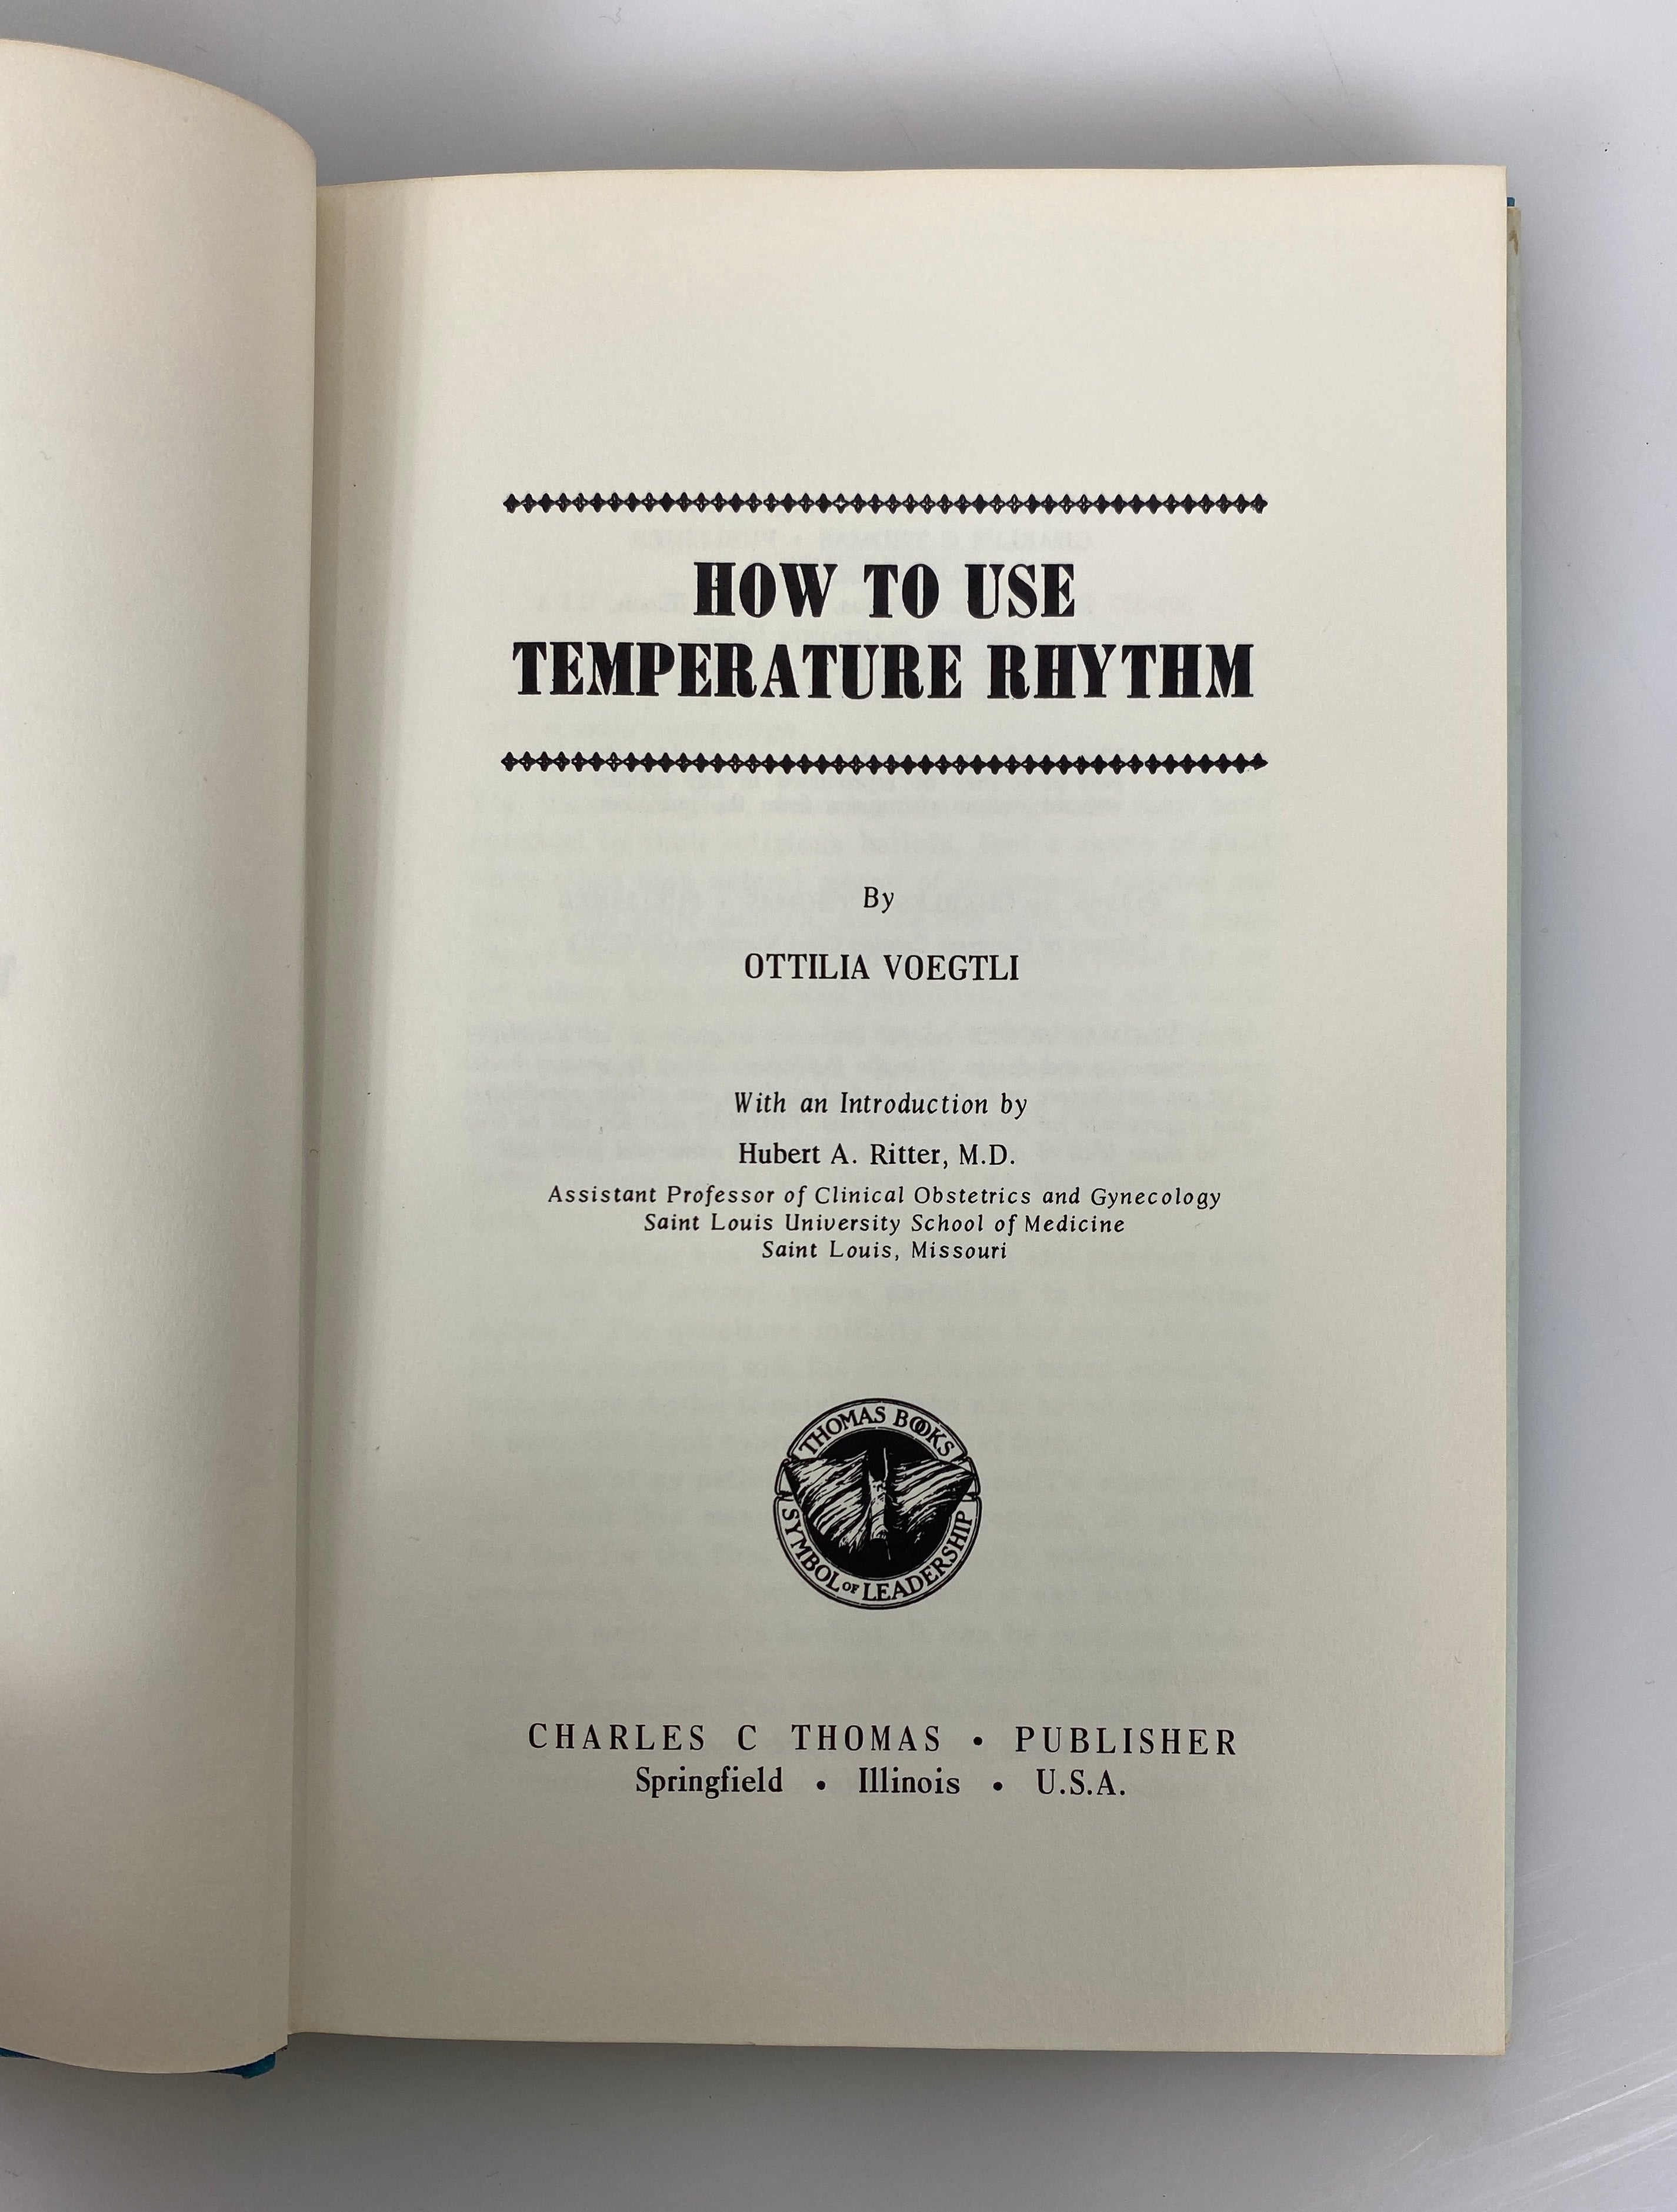 HOW TO USE
TEMPERATURE RHYTHM
By
OTTILIA VOEGTLI
With an Introduction by
Hubert A. Ritter, M.D.
Assistant Professor of Clinical Obstetrics and Gynecology
Saint Louis University School of Medicine
Saint Louis, Missouri
THOMAS BOOKS
SYMBOL OF LEADERSHIP
CHARLES C THOMAS • PUBLISHER
Springfield • Illinois • U.S.A.